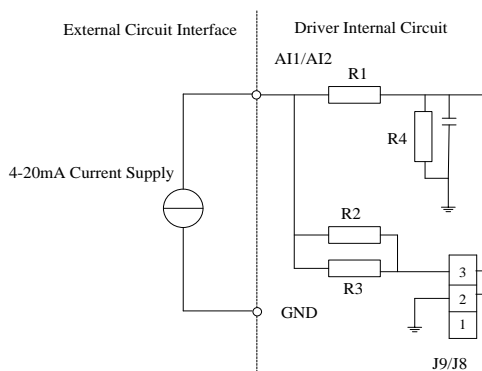 External Circuit Interface
Driver Internal Circuit
AI1/AI2
R1
R4
4-20mA Current Supply
R2
R3
3
2
1
GND
J9/J8